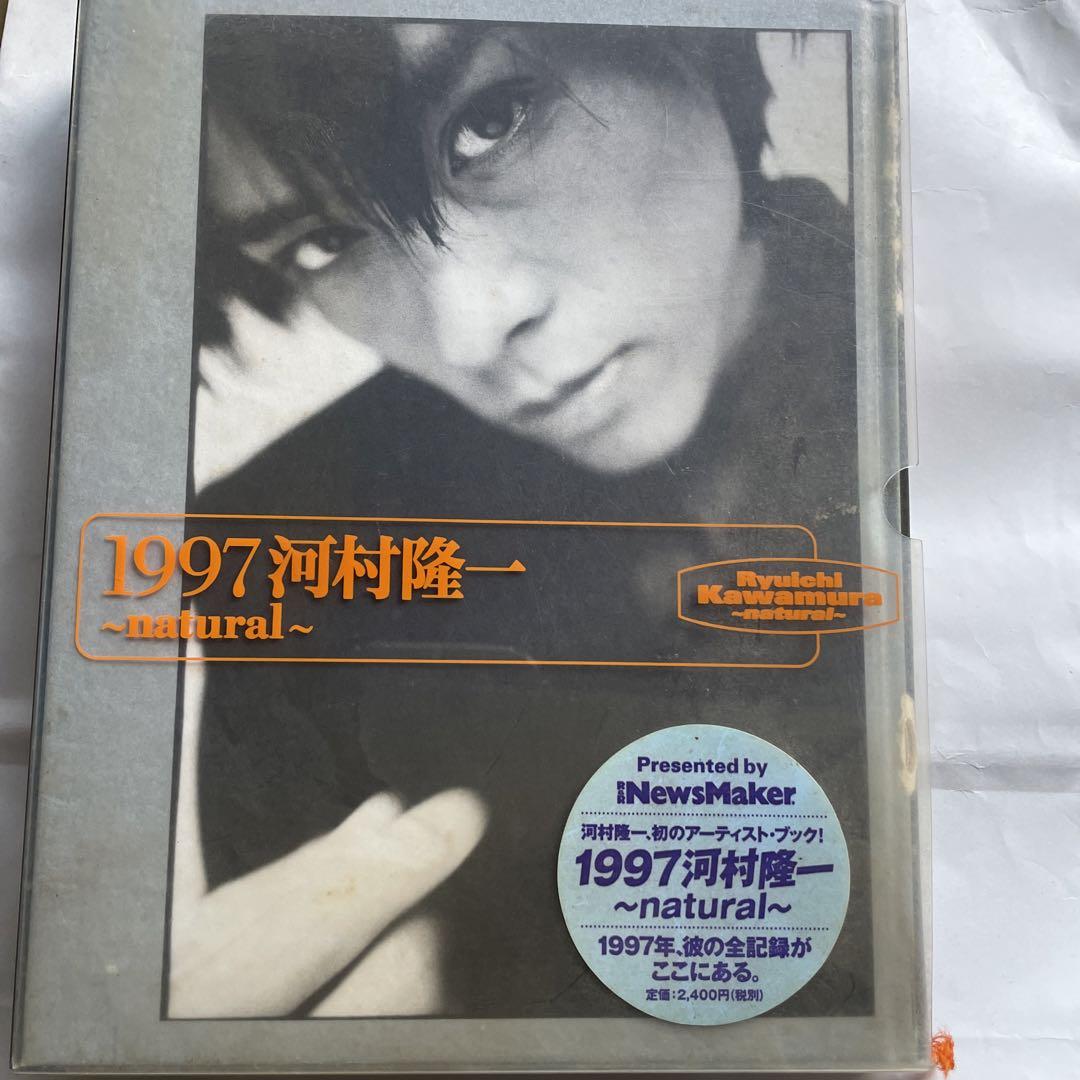 1997河村隆一
~natural~
Ryuichi
Kawamura
~natural~
Presented by
R&R NewsMaker.
河村隆一、初のアーティスト・ブック!
1997河村隆一
~natural~
1997年、彼の全記録が
ここにある。
定価:2,400円(税別)